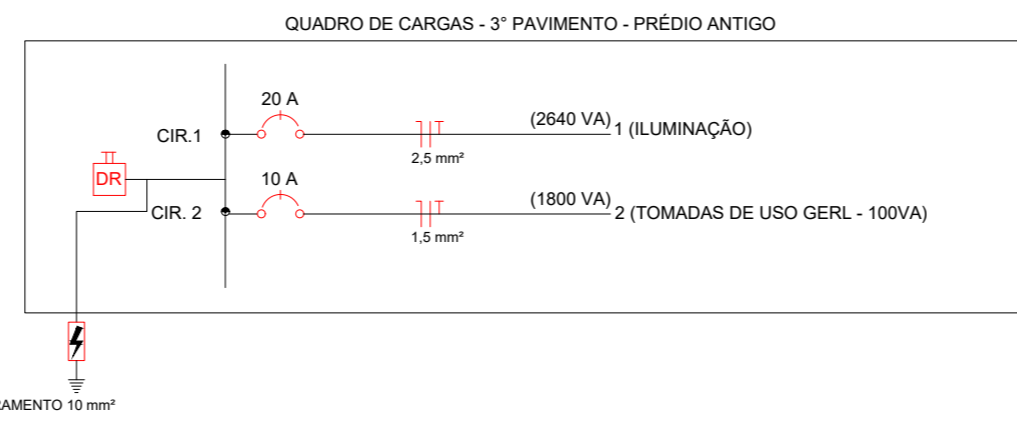 QUADRO DE CARGAS - 3° PAVIMENTO - PRÉDIO ANTIGO
20 A
CIR.1
(2640 VA)
1 (ILUMINAÇÃO)
2,5 mm²
DR
10 A
CIR. 2
(1800 VA)
2 (TOMADAS DE USO GERL - 100VA)
1,5 mm²
RAMENTO 10 mm²